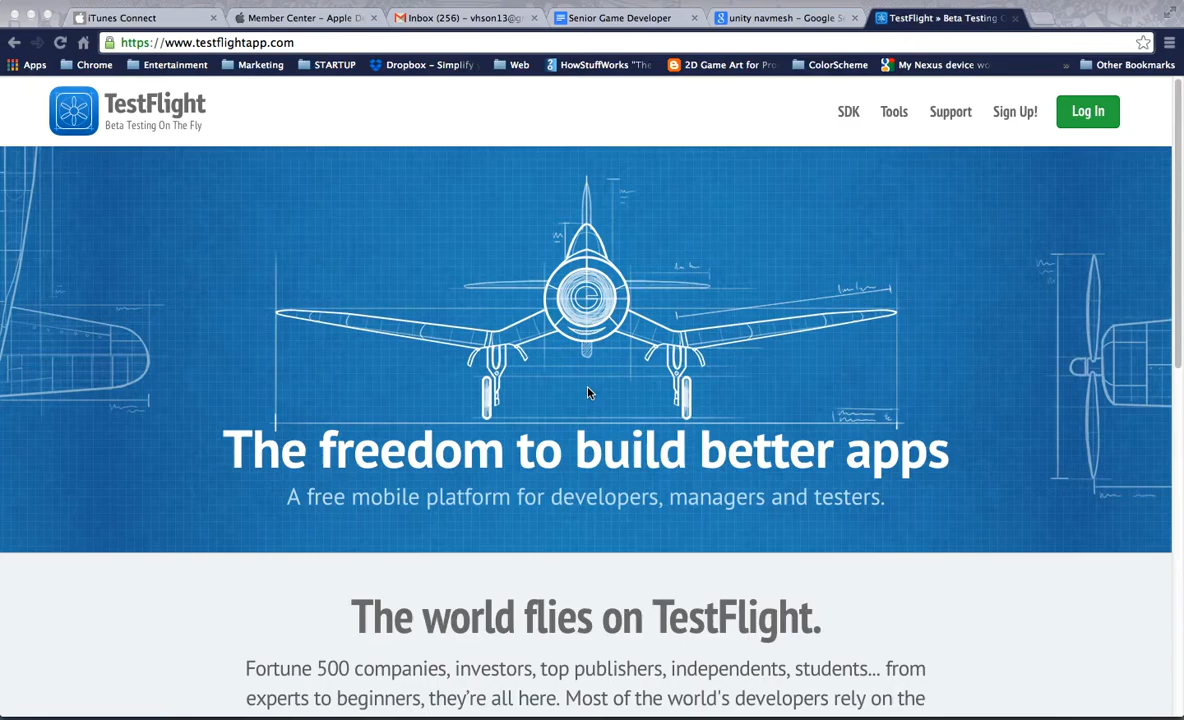 iTunes Connect
Member Center - Apple D
Inbox (256) - vhson13@g
Senior Game Developer
unity navmesh - Google Se
TestFlight » Beta Testing O
https://www.testflightapp.com
Apps
Chrome
Entertainment
Marketing
STARTUP
Dropbox - Simplify
Web
HowStuffWorks "The
2D Game Art for Pro
ColorScheme
My Nexus device wo
»
Other Bookmarks
TestFlight
Beta Testing On The Fly
SDK
Tools
Support
Sign Up!
Log In
The freedom to build better apps
A free mobile platform for developers, managers and testers.
The world flies on TestFlight.
Fortune 500 companies, investors, top publishers, independents, students... from
experts to beginners, they're all here. Most of the world's developers rely on the